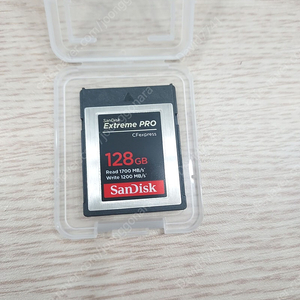 SanDisk
Extreme PRO
CFexpress
128GB
Read 1700 MB/s
Write 1200 MB/s
SanDisk